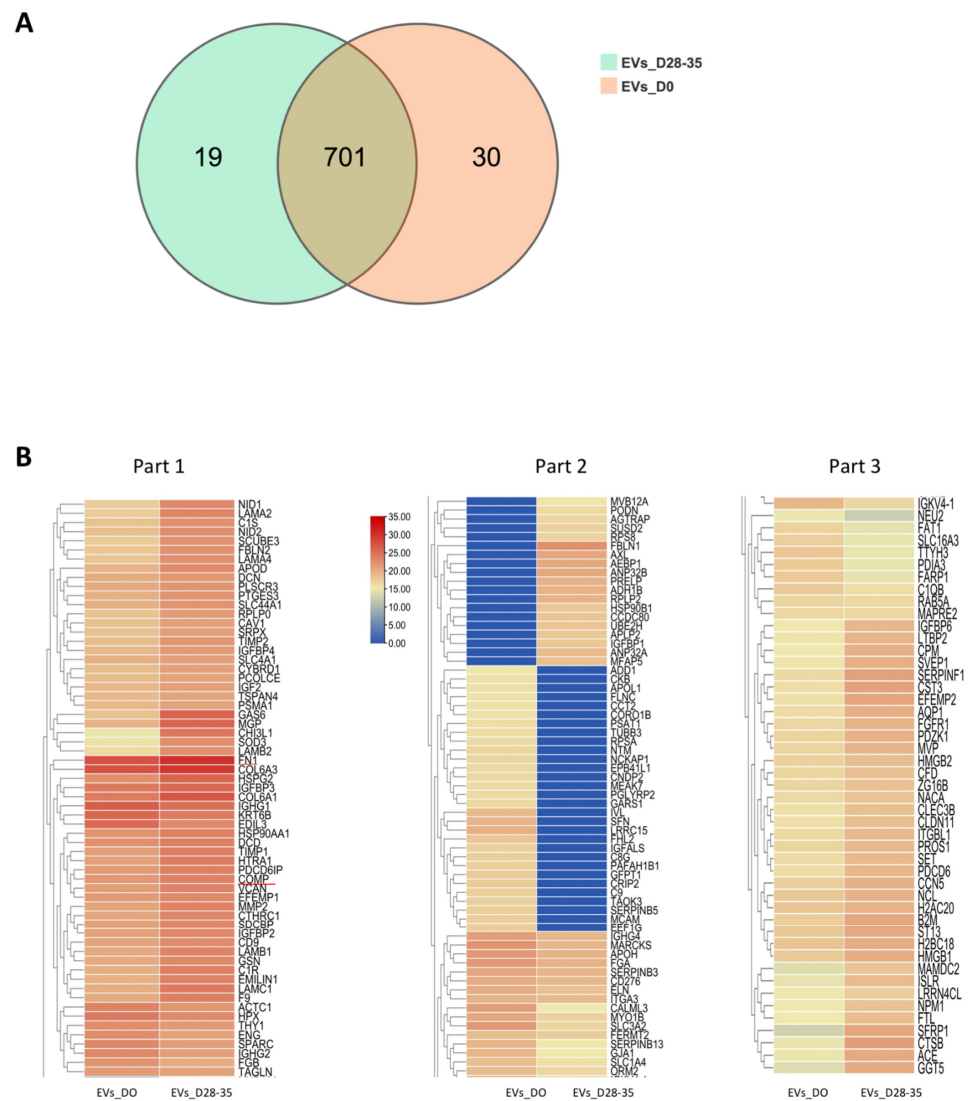 A
EVs_D28-35
EVs_D0
19
701
30
B
Part 1
Part 2
Part 3
NID1
LAMA2
C1S
NID2
SCUBE3
FBLN2
LAMA4
APOD
DCN
PLSCR3
PTGES3
SLC44A1
RPLP0
CAV1
SRPX
TIMP2
IGFBP4
SLC4A1
CYBRD1
PCOLCE
IGF2
TSPAN4
PSMA1
GAS6
MGP
CHI3L1
SOD3
LAMB2
FN1
COL6A3
HSPG2
IGFBP3
COL6A1
IGHG1
KRT6B
EDIL3
HSP90AA1
DCD
TIMP1
HTRA1
PDCD6IP
COMP
VCAN
EFEMP1
MMP2
CTHRC1
SDCBP
IGFBP2
CD9
LAMB1
GSN
C1R
EMILIN1
LAMC1
F9
ACTC1
HPX
THY1
ENG
SPARC
IGHG2
FGB
TAGLN
EVs_DO
EVs_D28-35
35.00
30.00
25.00
20.00
15.00
10.00
5.00
0.00
MVB12A
PODN
AGTRAP
SUSD2
RPS8
FBLN1
AXL
AEBP1
ANP32B
PRELP
ADH1B
RPLP2
HSP90B1
CCDC80
UBE2H
APLP2
IGFBP1
ANP32A
MFAP5
ADD1
CKB
APOL1
FLNC
CCT2
CORO1B
PSAT1
TUBB3
RPSA
NTM
NCKAP1
EPB41L1
CNDP2
MEAK7
PGLYRP2
GARS1
IVL
SFN
LRRC15
FHL2
IGFALS
C8G
PAFAH1B1
GFPT1
CRIP2
C9
TAOK3
SERPINB5
MCAM
EEF1G
IGHG4
MARCKS
APOH
FGA
SERPINB3
CD276
ELN
ITGA3
CALML3
MYO1B
SLC3A2
FERMT2
SERPINB13
GJA1
SLC1A4
ORM2
EVs_DO
EVs_D28-35
IGKV4-1
NEU2
FAT1
SLC16A3
TTYH3
PDIA3
FARP1
C1QB
RAB5A
MAPRE2
IGFBP6
LTBP2
CPM
SVEP1
SERPINF1
CST3
EFEMP2
AQP1
FGFR1
PDZK1
MVP
HMGB2
CFD
ZG16B
NACA
CLEC3B
CLDN11
ITGBL1
PROS1
SET
PDCD6
CCN5
NCL
H2AC20
B2M
ST13
H2BC18
HMGB1
MAMDC2
ISLR
LRRN4CL
NPM1
FTL
SFRP1
CTSB
ACE
GGT5
EVs_DO
EVs_D28-35